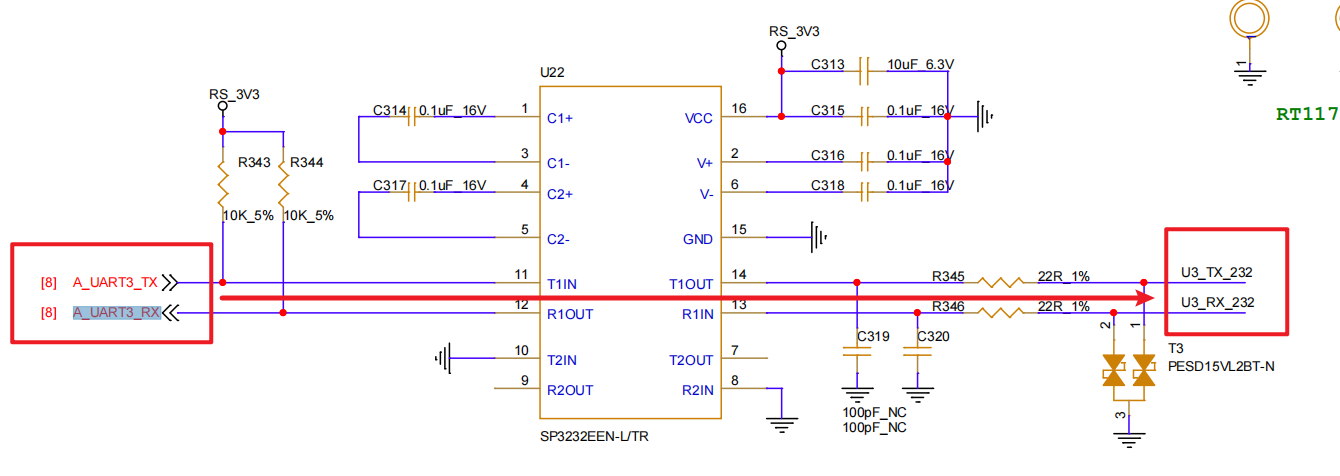 RS_3V3
C313 10uF_6.3V
U22
RS_3V3
C314 0.1uF_16V
1 C1+
VCC 16
C315 0.1uF_16V
RT117
R343 R344
3 C1-
V+ 2
C316 0.1uF_16V
C317 0.1uF_16V
4 C2+
V- 6
C318 0.1uF_16V
10K_5% 10K_5%
5 C2-
GND 15
[8] A_UART3_TX
11 T1IN
T1OUT 14
R345 22R_1%
U3_TX_232
[8] A_UART3_RX
12 R1OUT
R1IN 13
R346 22R_1%
U3_RX_232
C319 C320
2 1
T3
PESD15VL2BT-N
10 T2IN
T2OUT 7
9 R2OUT
R2IN 8
100pF_NC
100pF_NC
3
SP3232EEN-L/TR
1